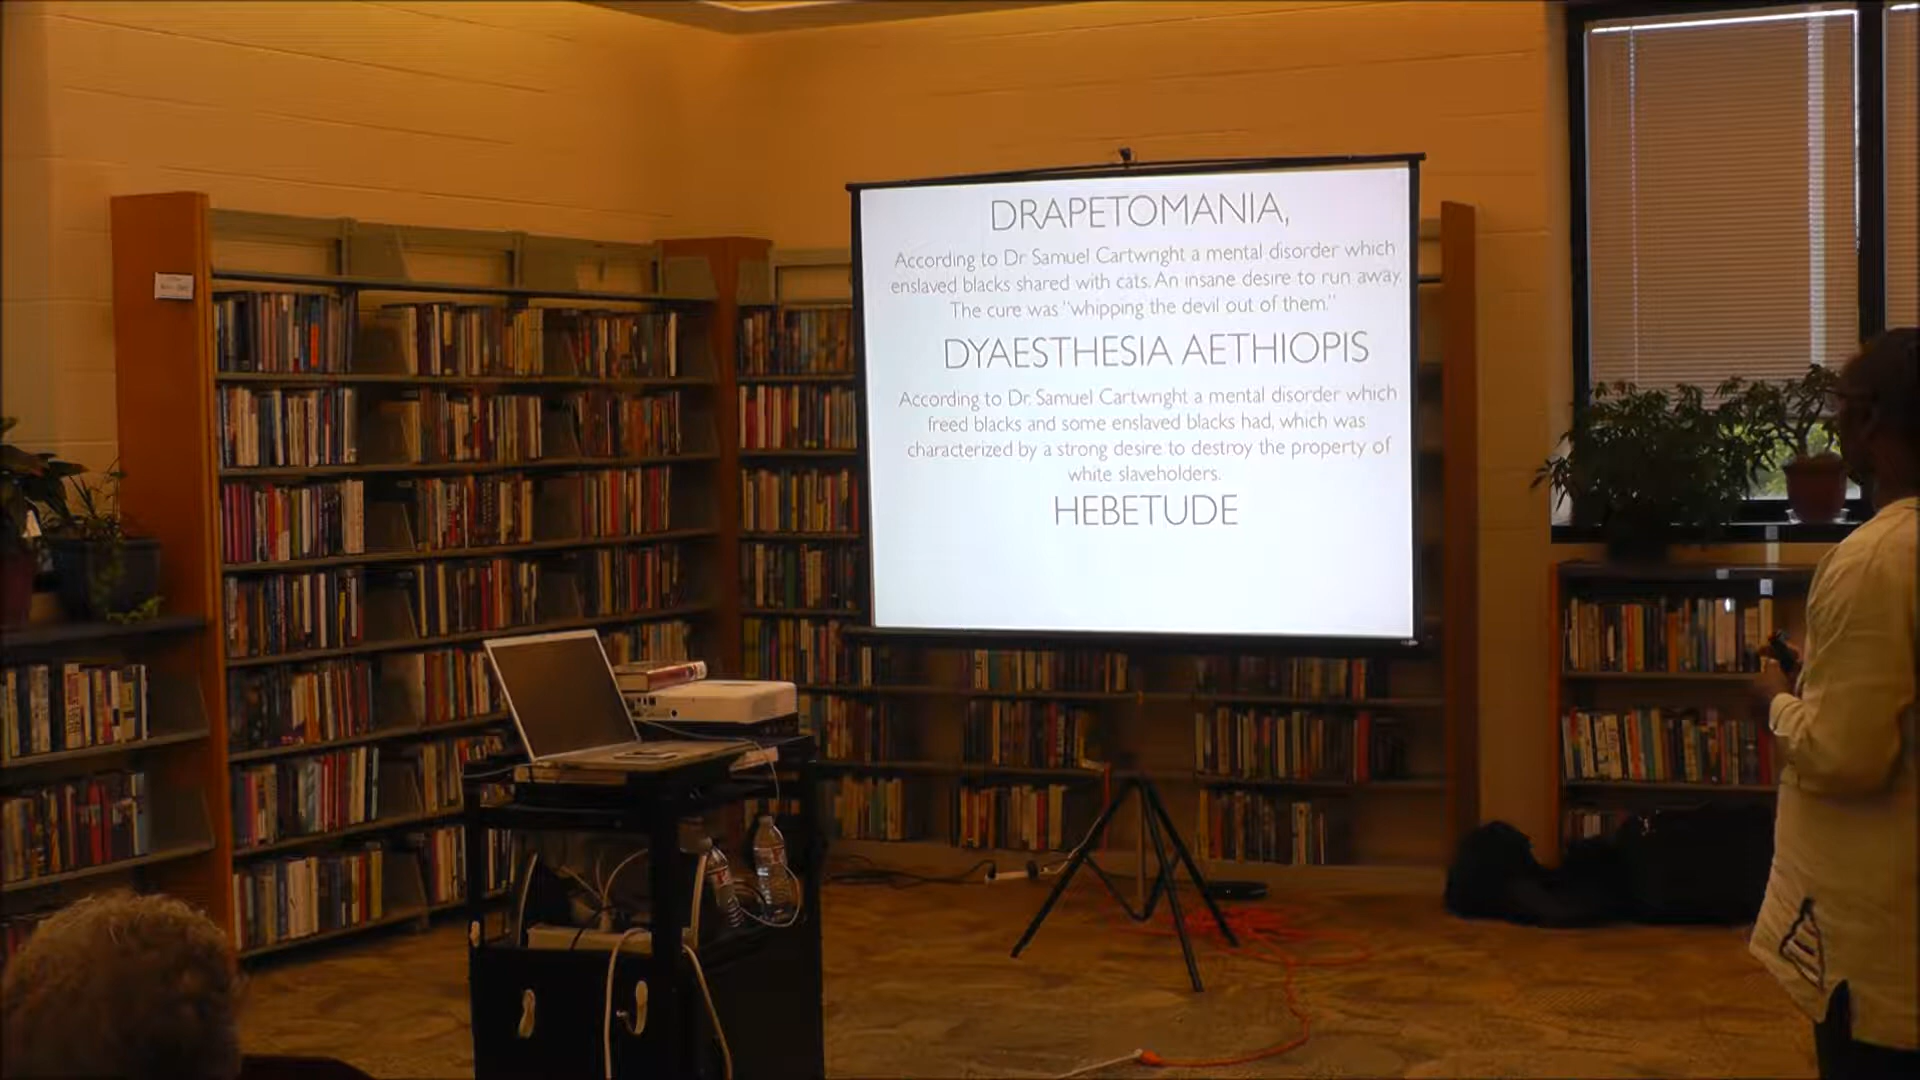 DRAPETOMANIA,
According to Dr. Samuel Cartwright a mental disorder which
enslaved blacks shared with cats. An insane desire to run away.
The cure was "whipping the devil out of them."
DYAESTHESIA AETHIOPIS
According to Dr. Samuel Cartwright a mental disorder which
freed blacks and some enslaved blacks had, which was
characterized by a strong desire to destroy the property of
white slaveholders.
HEBETUDE